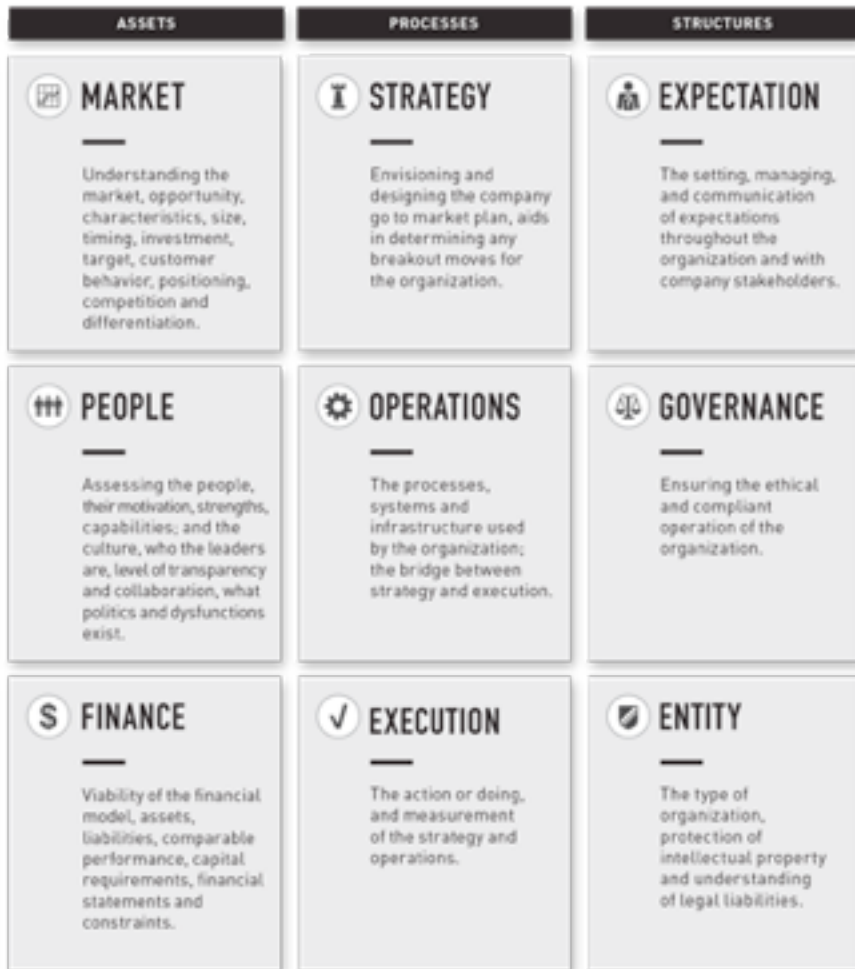 ASSETS
PROCESSES
STRUCTURES
MARKET
Understanding the
market, opportunity,
characteristics, size,
timing, investment,
target, customer
behavior, positioning,
competition and
differentiation.
STRATEGY
Envisioning and
designing the company
go to market plan, aids
in determining any
breakout moves for
the organization.
EXPECTATION
The setting, managing,
and communication
of expectations
throughout the
organization and with
company stakeholders.
PEOPLE
Assessing the people,
their motivation, strengths,
capabilities; and the
culture, who the leaders
are, level of transparency
and collaboration, what
politics and dysfunctions
exist.
OPERATIONS
The processes,
systems and
infrastructure used
by the organization;
the bridge between
strategy and execution.
GOVERNANCE
Ensuring the ethical
and compliant
operation of the
organization.
S FINANCE
Viability of the financial
model, assets,
liabilities, comparable
performance, capital
requirements, financial
statements and
constraints.
EXECUTION
The action or doing,
and measurement
of the strategy and
operations.
ENTITY
The type of
organization,
protection of
intellectual property
and understanding
of legal liabilities.